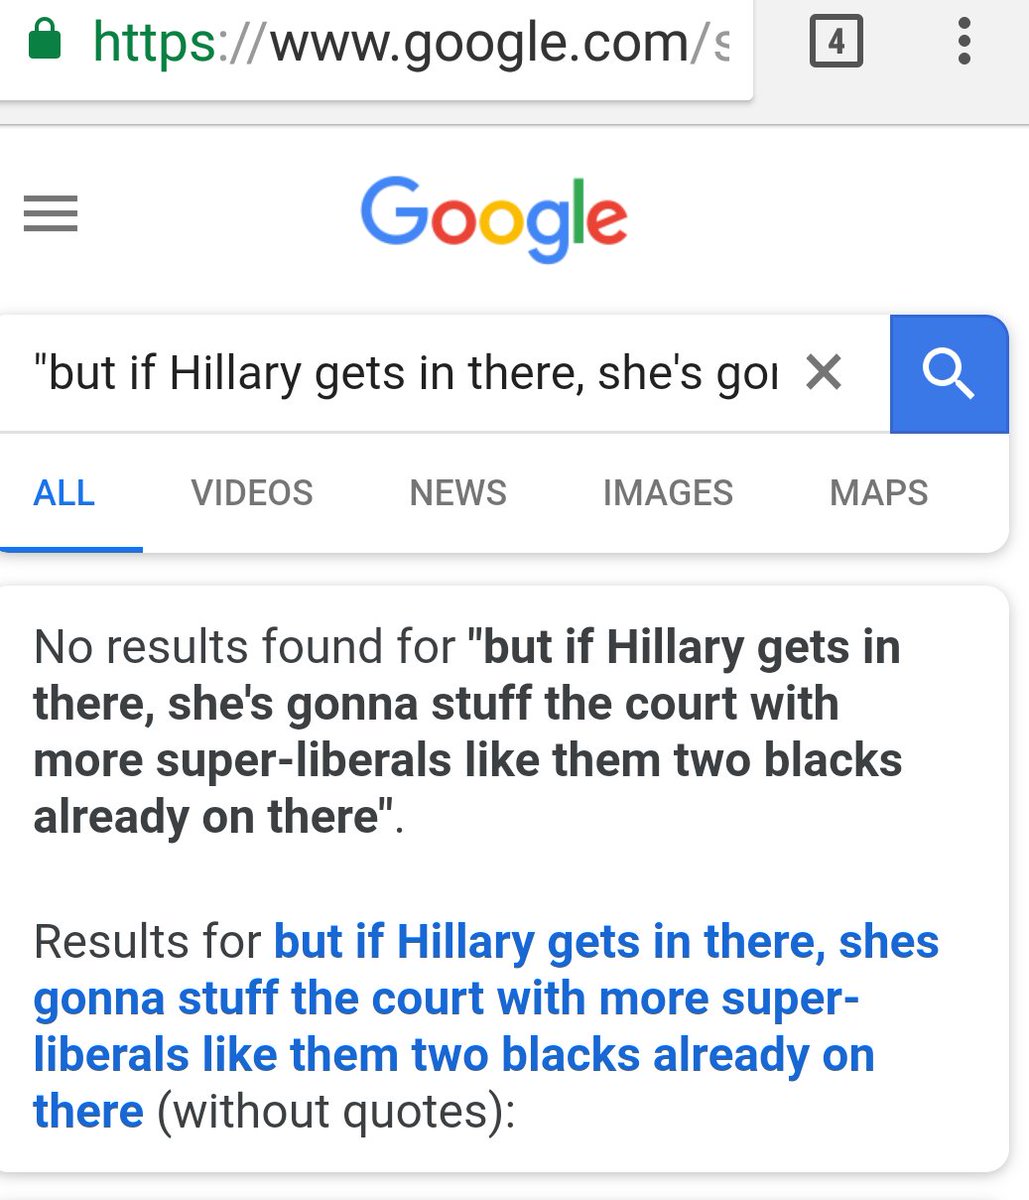 https://www.google.com/s
4
Google
"but if Hillary gets in there, she's gor
ALL VIDEOS NEWS IMAGES MAPS
No results found for "but if Hillary gets in
there, she's gonna stuff the court with
more super-liberals like them two blacks
already on there".
Results for but if Hillary gets in there, shes
gonna stuff the court with more super-
liberals like them two blacks already on
there (without quotes):